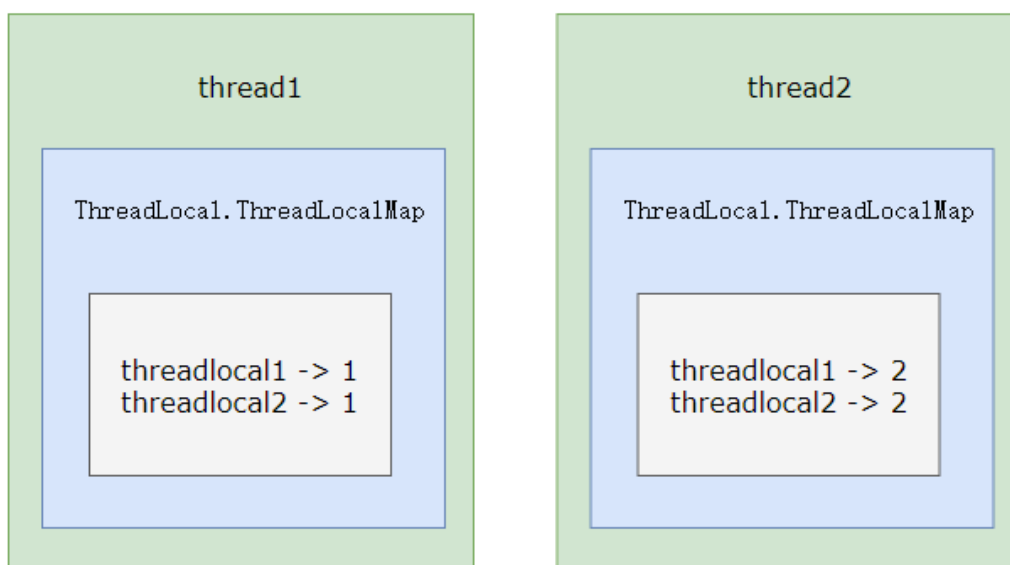 thread1
ThreadLocal.ThreadLocalMap
threadlocal1 -> 1
threadlocal2 -> 1
thread2
ThreadLocal.ThreadLocalMap
threadlocal1 -> 2
threadlocal2 -> 2